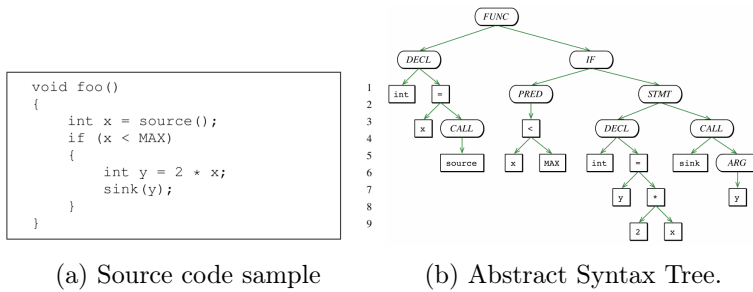 void foo()
{
int x = source();
if (x < MAX)
{
int y = 2 * x;
sink(y);
}
}
1
2
3
4
5
6
7
8
9
(a) Source code sample
FUNC
DECL IF
int = PRED STMT
x CALL < DECL CALL
source x MAX int = sink ARG
y * y
2 x
(b) Abstract Syntax Tree.